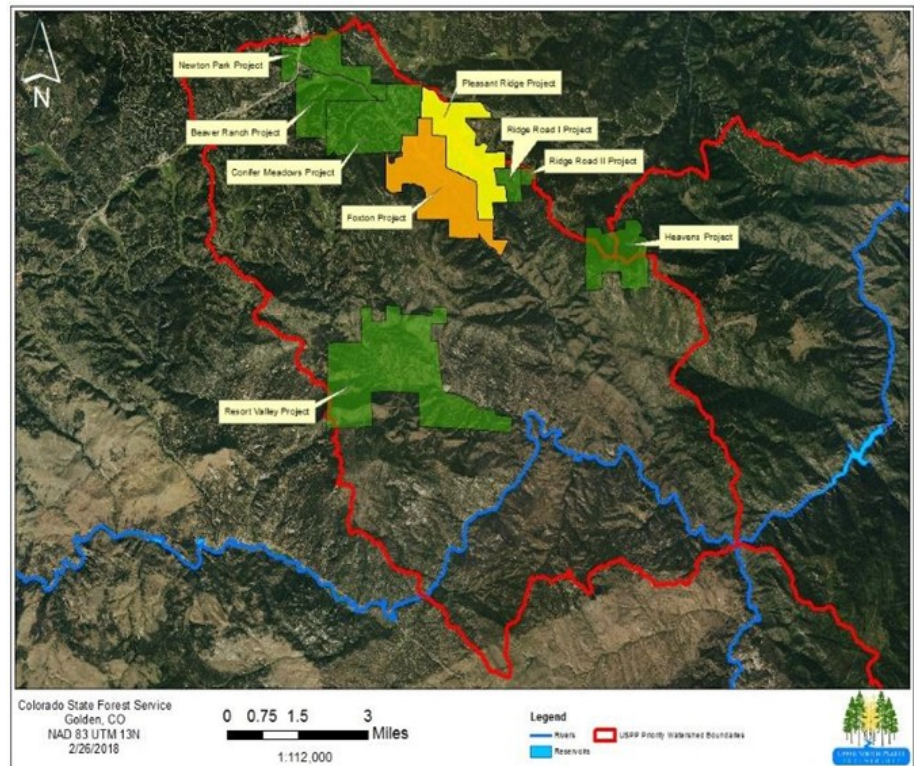 N
Newton Park Project
Pleasant Ridge Project
Beaver Ranch Project
Ridge Road I Project
Ridge Road II Project
Conifer Meadows Project
Foxton Project
Heavens Project
Resort Valley Project
Colorado State Forest Service
Golden, CO
NAD 83 UTM 13N
2/26/2018
0 0.75 1.5 3
Miles
1:112,000
Legend
Rivers
Reservoirs
USPP Priority Watershed Boundaries